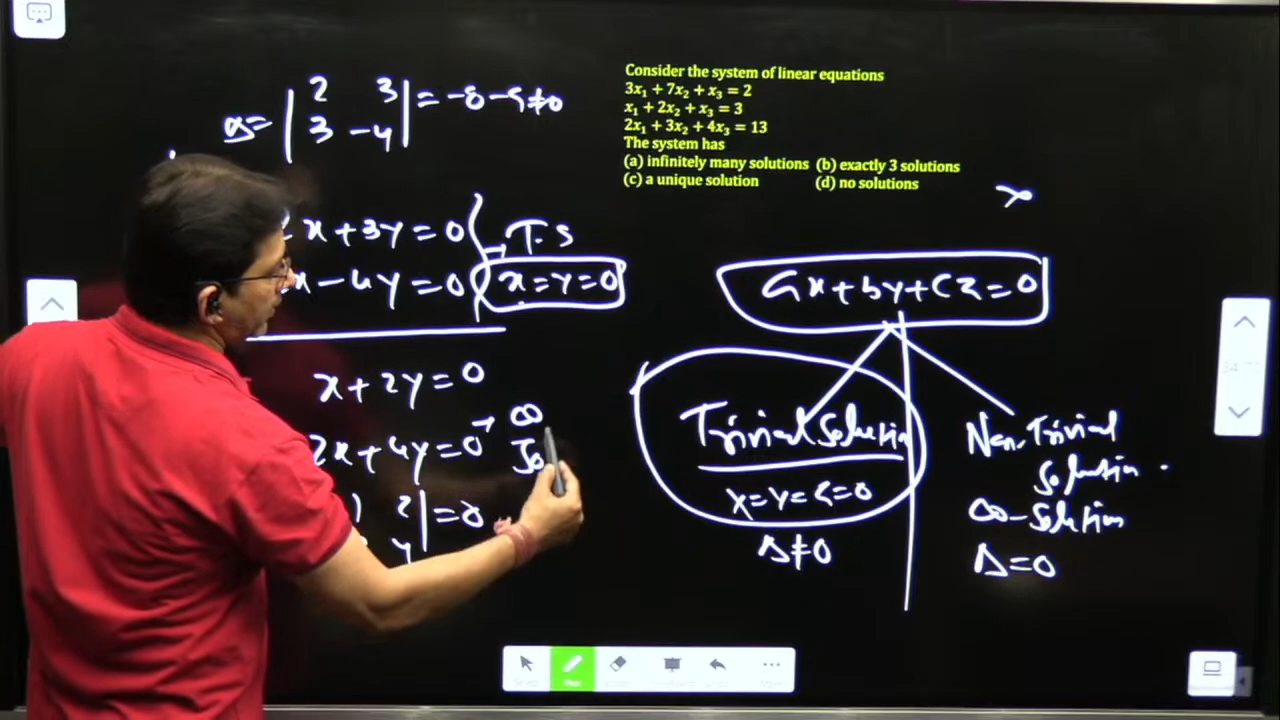 Consider the system of linear equations
3x₁ + 7x₂ + x₃ = 2
x₁ + 2x₂ + x₃ = 3
2x₁ + 3x₂ + 4x₃ = 13
The system has
(a) infinitely many solutions (b) exactly 3 solutions
(c) a unique solution (d) no solutions
| 2 3 | = -8-9≠0
| 3 -4 |
x+3y=0 T.S
x-4y=0 x=y=0
x+2y=0
2x+4y=0 → ∞
2 | =0
ax+by+cz=0
Trivial Solution
x=y=z=0
Δ≠0
Non-Trivial
Solution
∞-Solution
Δ=0